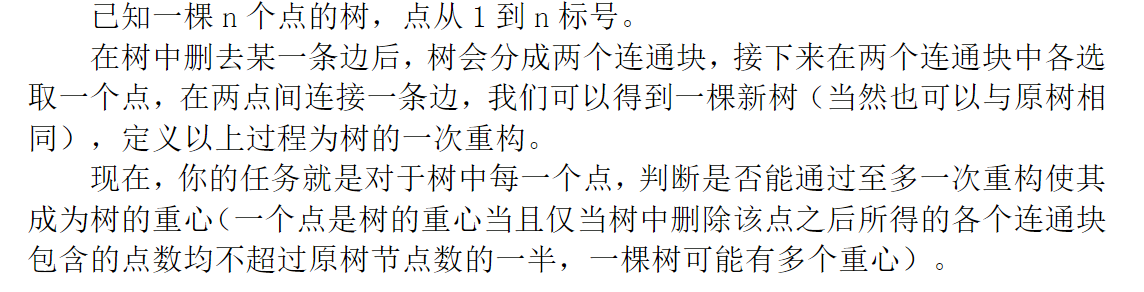 已知一棵 n 个点的树，点从 1 到 n 标号。
在树中删去某一条边后，树会分成两个连通块，接下来在两个连通块中各选
取一个点，在两点间连接一条边，我们可以得到一棵新树（当然也可以与原树相
同），定义以上过程为树的一次重构。
现在，你的任务就是对于树中每一个点，判断是否能通过至多一次重构使其
成为树的重心（一个点是树的重心当且仅当树中删除该点之后所得的各个连通块
包含的点数均不超过原树节点数的一半，一棵树可能有多个重心）。